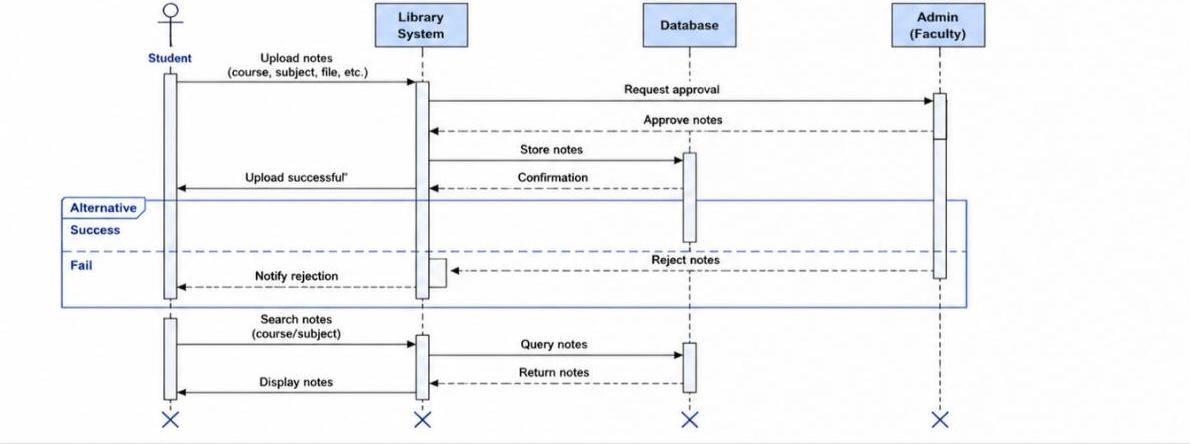 Library
System
Database
Admin
(Faculty)
Student
Upload notes
(course, subject, file, etc.)
Request approval
Approve notes
Store notes
Upload successful'
Confirmation
Alternative
Success
Fail
Reject notes
Notify rejection
Search notes
(course/subject)
Query notes
Return notes
Display notes